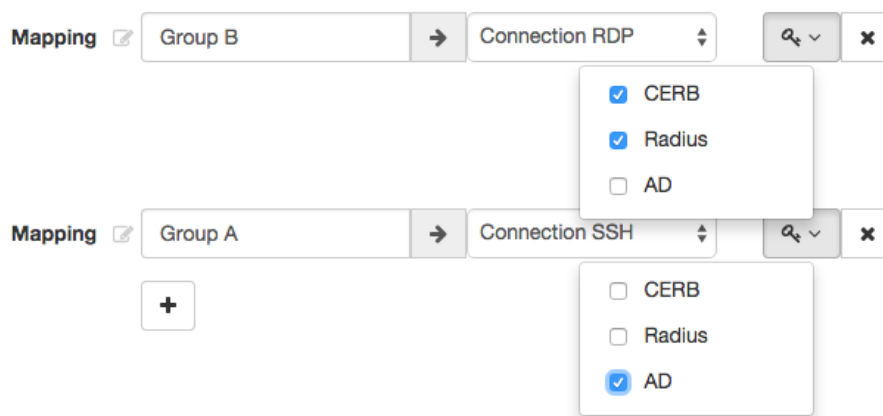 Mapping Group B Connection RDP
CERB
Radius
AD
Mapping Group A Connection SSH
CERB
Radius
AD